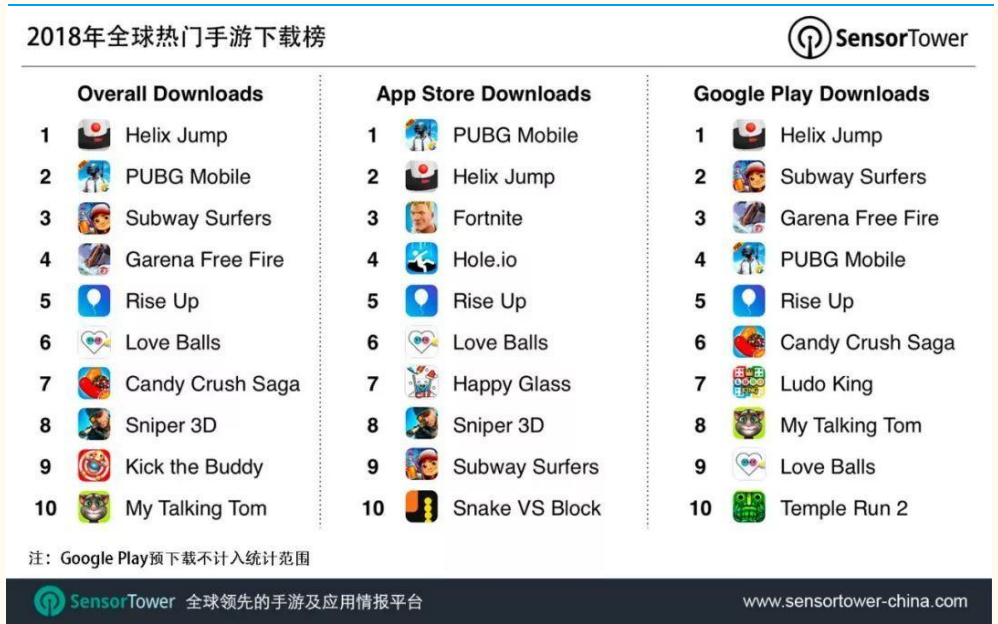 2018年全球热门手游下载榜
SensorTower
Overall Downloads
1 Helix Jump
2 PUBG Mobile
3 Subway Surfers
4 Garena Free Fire
5 Rise Up
6 Love Balls
7 Candy Crush Saga
8 Sniper 3D
9 Kick the Buddy
10 My Talking Tom
App Store Downloads
1 PUBG Mobile
2 Helix Jump
3 Fortnite
4 Hole.io
5 Rise Up
6 Love Balls
7 Happy Glass
8 Sniper 3D
9 Subway Surfers
10 Snake VS Block
Google Play Downloads
1 Helix Jump
2 Subway Surfers
3 Garena Free Fire
4 PUBG Mobile
5 Rise Up
6 Candy Crush Saga
7 Ludo King
8 My Talking Tom
9 Love Balls
10 Temple Run 2
注：Google Play预下载不计入统计范围
SensorTower 全球领先的手游及应用情报平台
www.sensortower-china.com